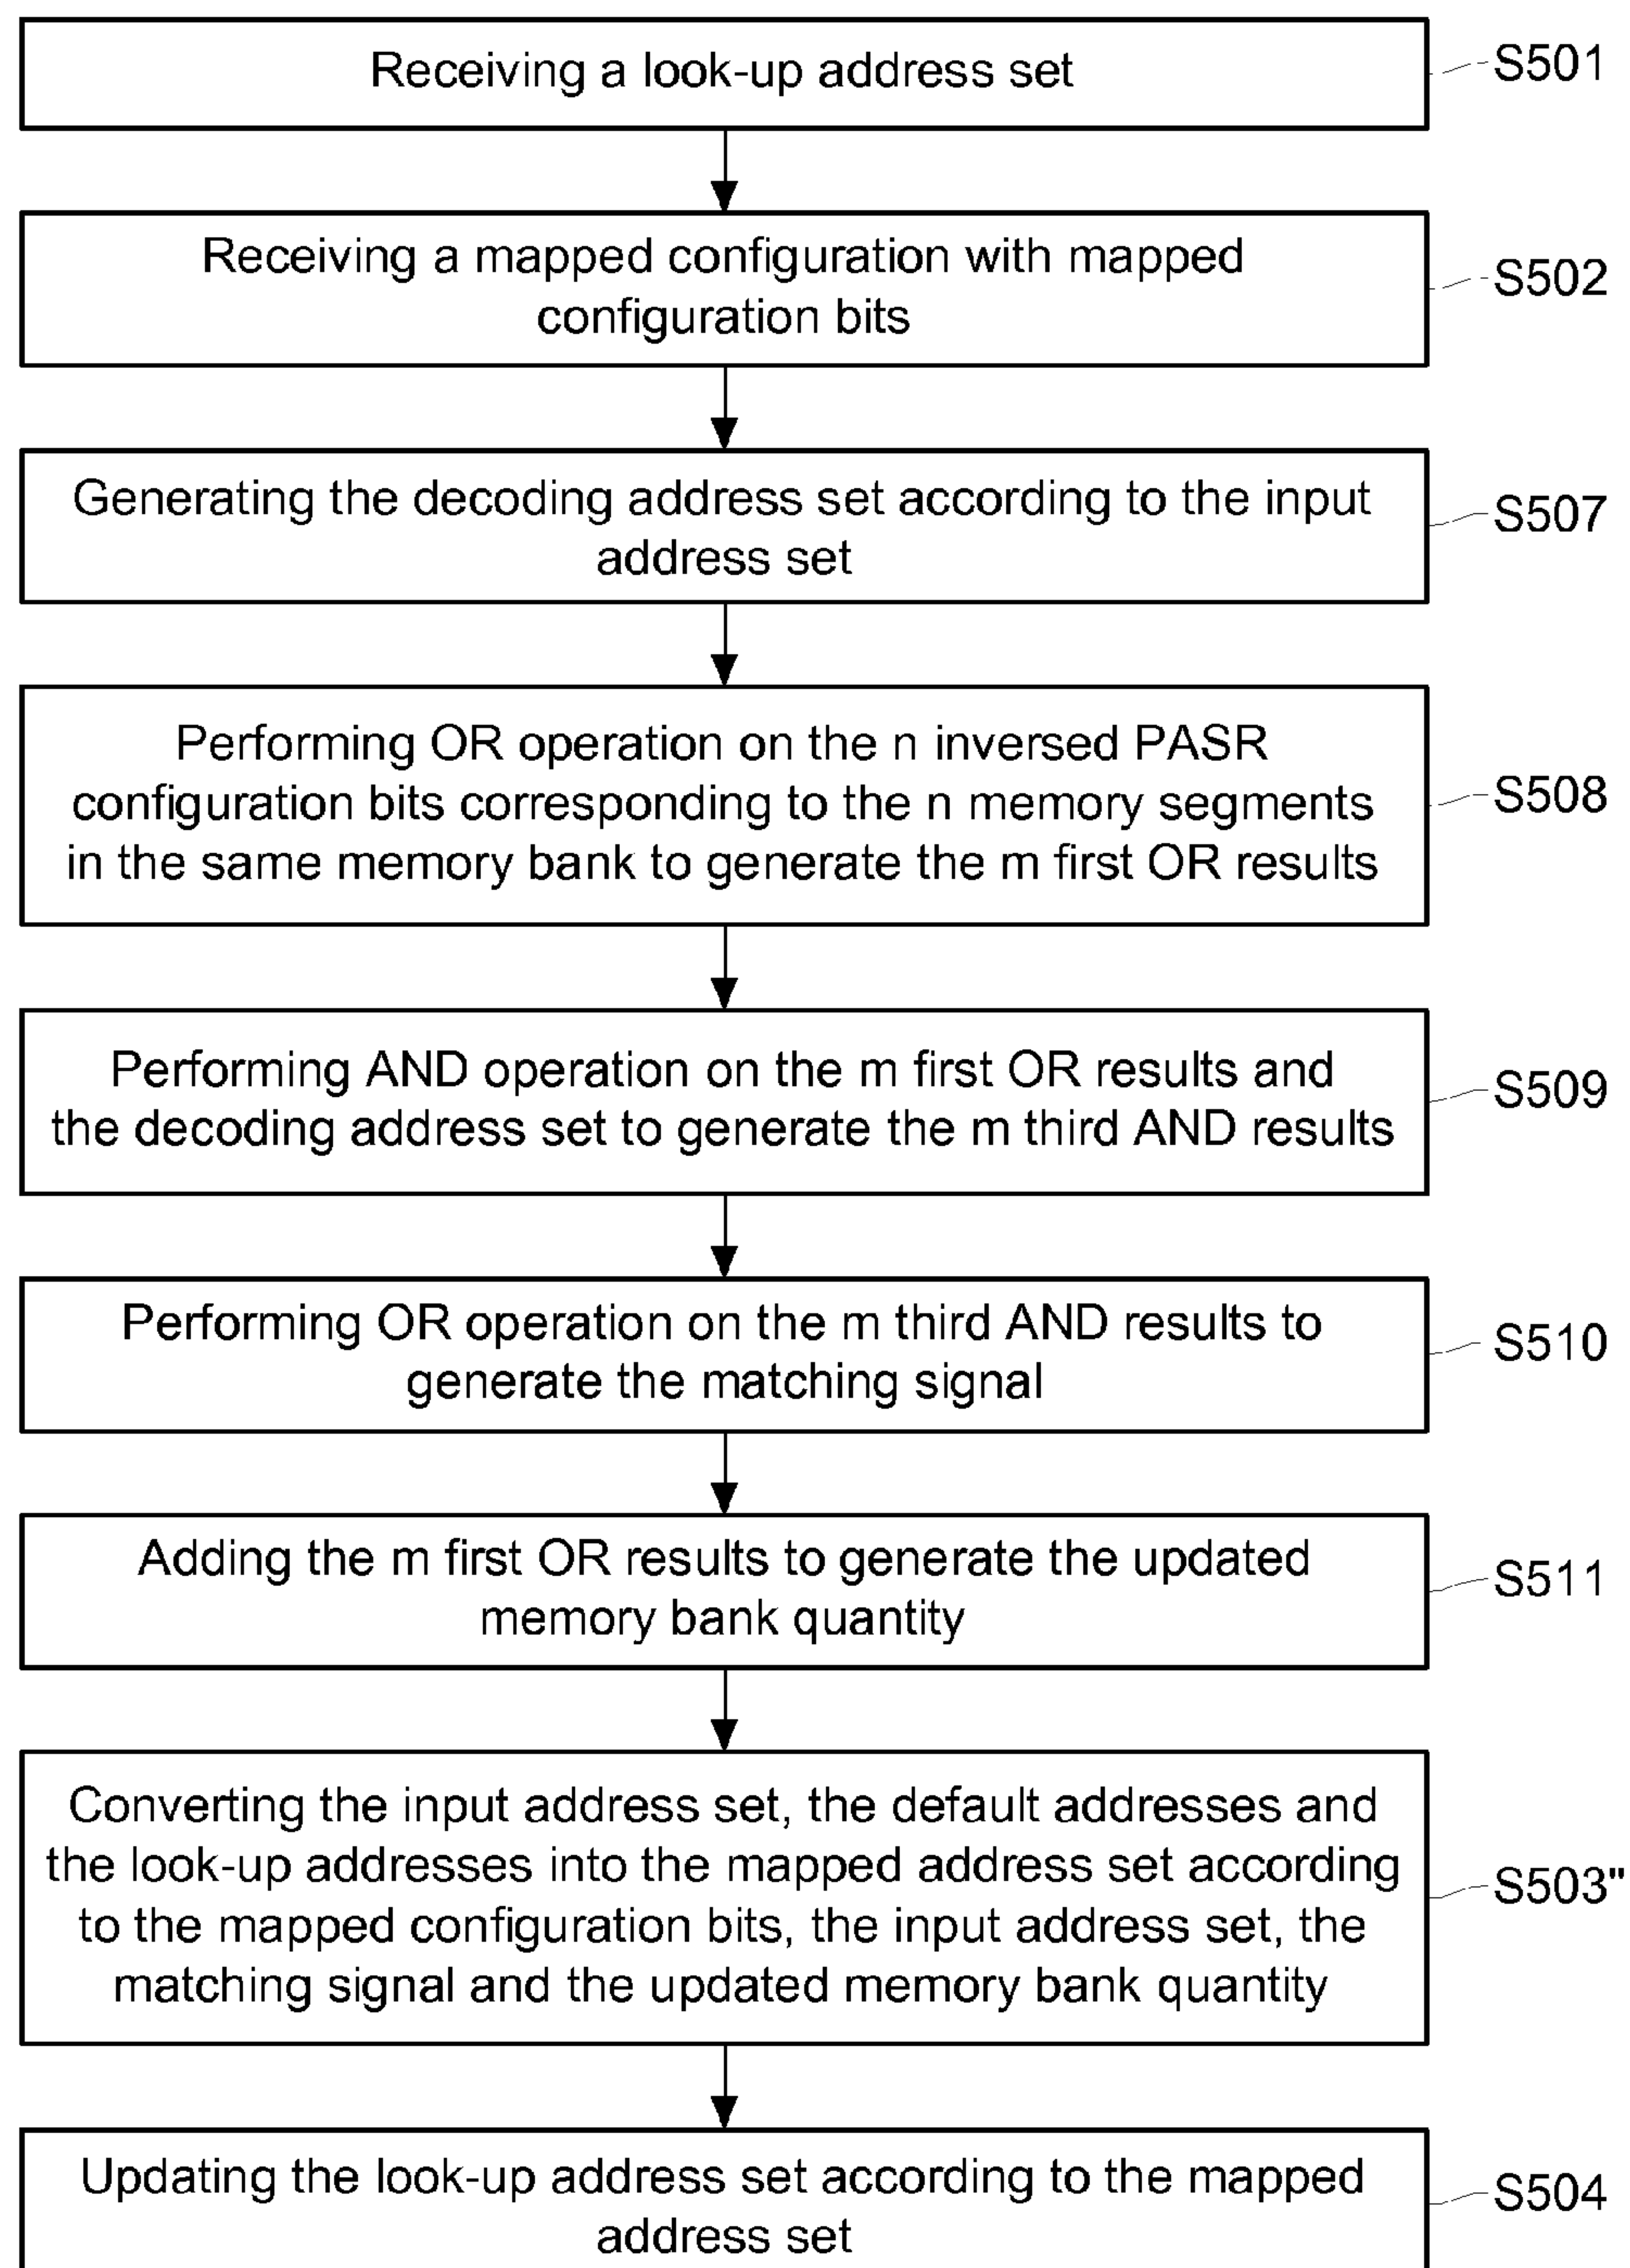 Receiving a look-up address set
S501
Receiving a mapped configuration with mapped
configuration bits
S502
Generating the decoding address set according to the input
address set
S507
Performing OR operation on the n inversed PASR
configuration bits corresponding to the n memory segments
in the same memory bank to generate the m first OR results
S508
Performing AND operation on the m first OR results and
the decoding address set to generate the m third AND results
S509
Performing OR operation on the m third AND results to
generate the matching signal
S510
Adding the m first OR results to generate the updated
memory bank quantity
S511
Converting the input address set, the default addresses and
the look-up addresses into the mapped address set according
to the mapped configuration bits, the input address set, the
matching signal and the updated memory bank quantity
S503"
Updating the look-up address set according to the mapped
address set
S504